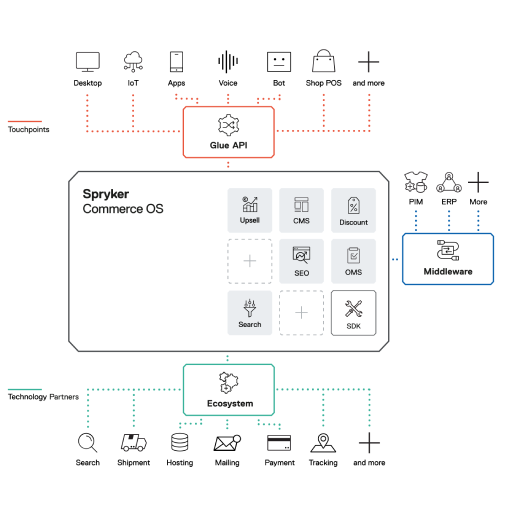 Desktop IoT Apps Voice Bot Shop POS and more
Touchpoints
Glue API
Spryker
Commerce OS
Upsell CMS Discount
SEO OMS
Search SDK
PIM ERP More
Middleware
Technology Partners
Ecosystem
Search Shipment Hosting Mailing Payment Tracking and more